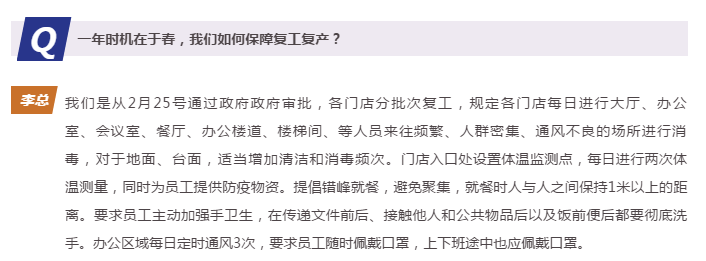 Q 一年时机在于春，我们如何保障复工复产？
李总 我们是从2月25号通过政府政府审批，各门店分批次复工，规定各门店每日进行大厅、办公
室、会议室、餐厅、办公楼道、楼梯间、等人员来往频繁、人群密集、通风不良的场所进行消
毒，对于地面、台面，适当增加清洁和消毒频次。门店入口处设置体温监测点，每日进行两次体
温测量，同时为员工提供防疫物资。提倡错峰就餐，避免聚集，就餐时人与人之间保持1米以上的距
离。要求员工主动加强手卫生，在传递文件前后、接触他人和公共物品后以及饭前便后都要彻底洗
手。办公区域每日定时通风3次，要求员工随时佩戴口罩，上下班途中也应佩戴口罩。